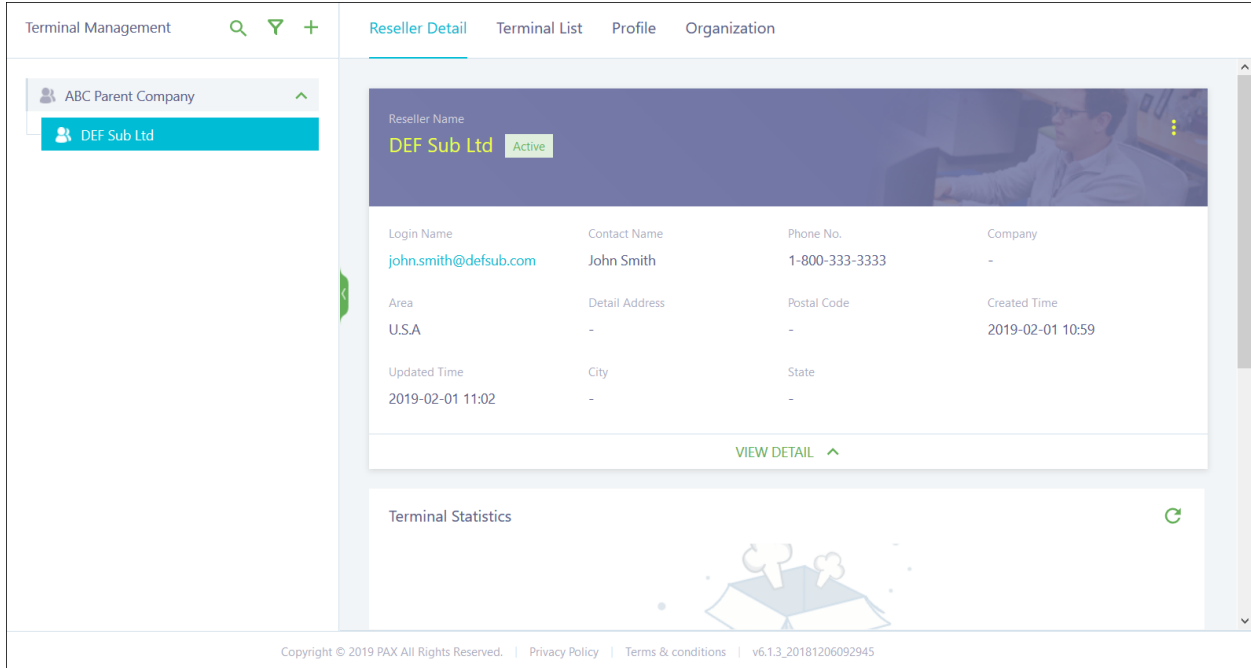 Terminal Management
Reseller Detail Terminal List Profile Organization
ABC Parent Company
DEF Sub Ltd
Reseller Name
DEF Sub Ltd Active
Login Name Contact Name Phone No. Company
john.smith@defsub.com John Smith 1-800-333-3333 -
Area Detail Address Postal Code Created Time
U.S.A - - 2019-02-01 10:59
Updated Time City State
2019-02-01 11:02 - -
VIEW DETAIL
Terminal Statistics
Copyright © 2019 PAX All Rights Reserved. | Privacy Policy | Terms & conditions | v6.1.3_20181206092945